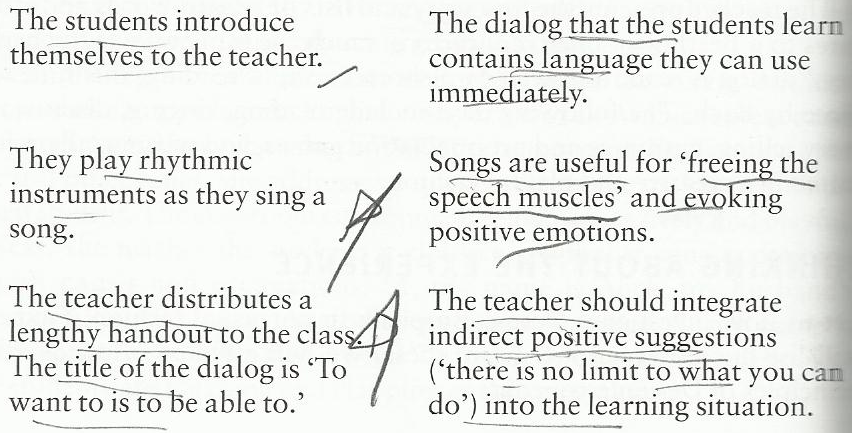 The students introduce
themselves to the teacher.
The dialog that the students learn
contains language they can use
immediately.
They play rhythmic
instruments as they sing a
song.
Songs are useful for ‘freeing the
speech muscles’ and evoking
positive emotions.
The teacher distributes a
lengthy handout to the class.
The title of the dialog is ‘To
want to is to be able to.’
The teacher should integrate
indirect positive suggestions
(‘there is no limit to what you can
do’) into the learning situation.